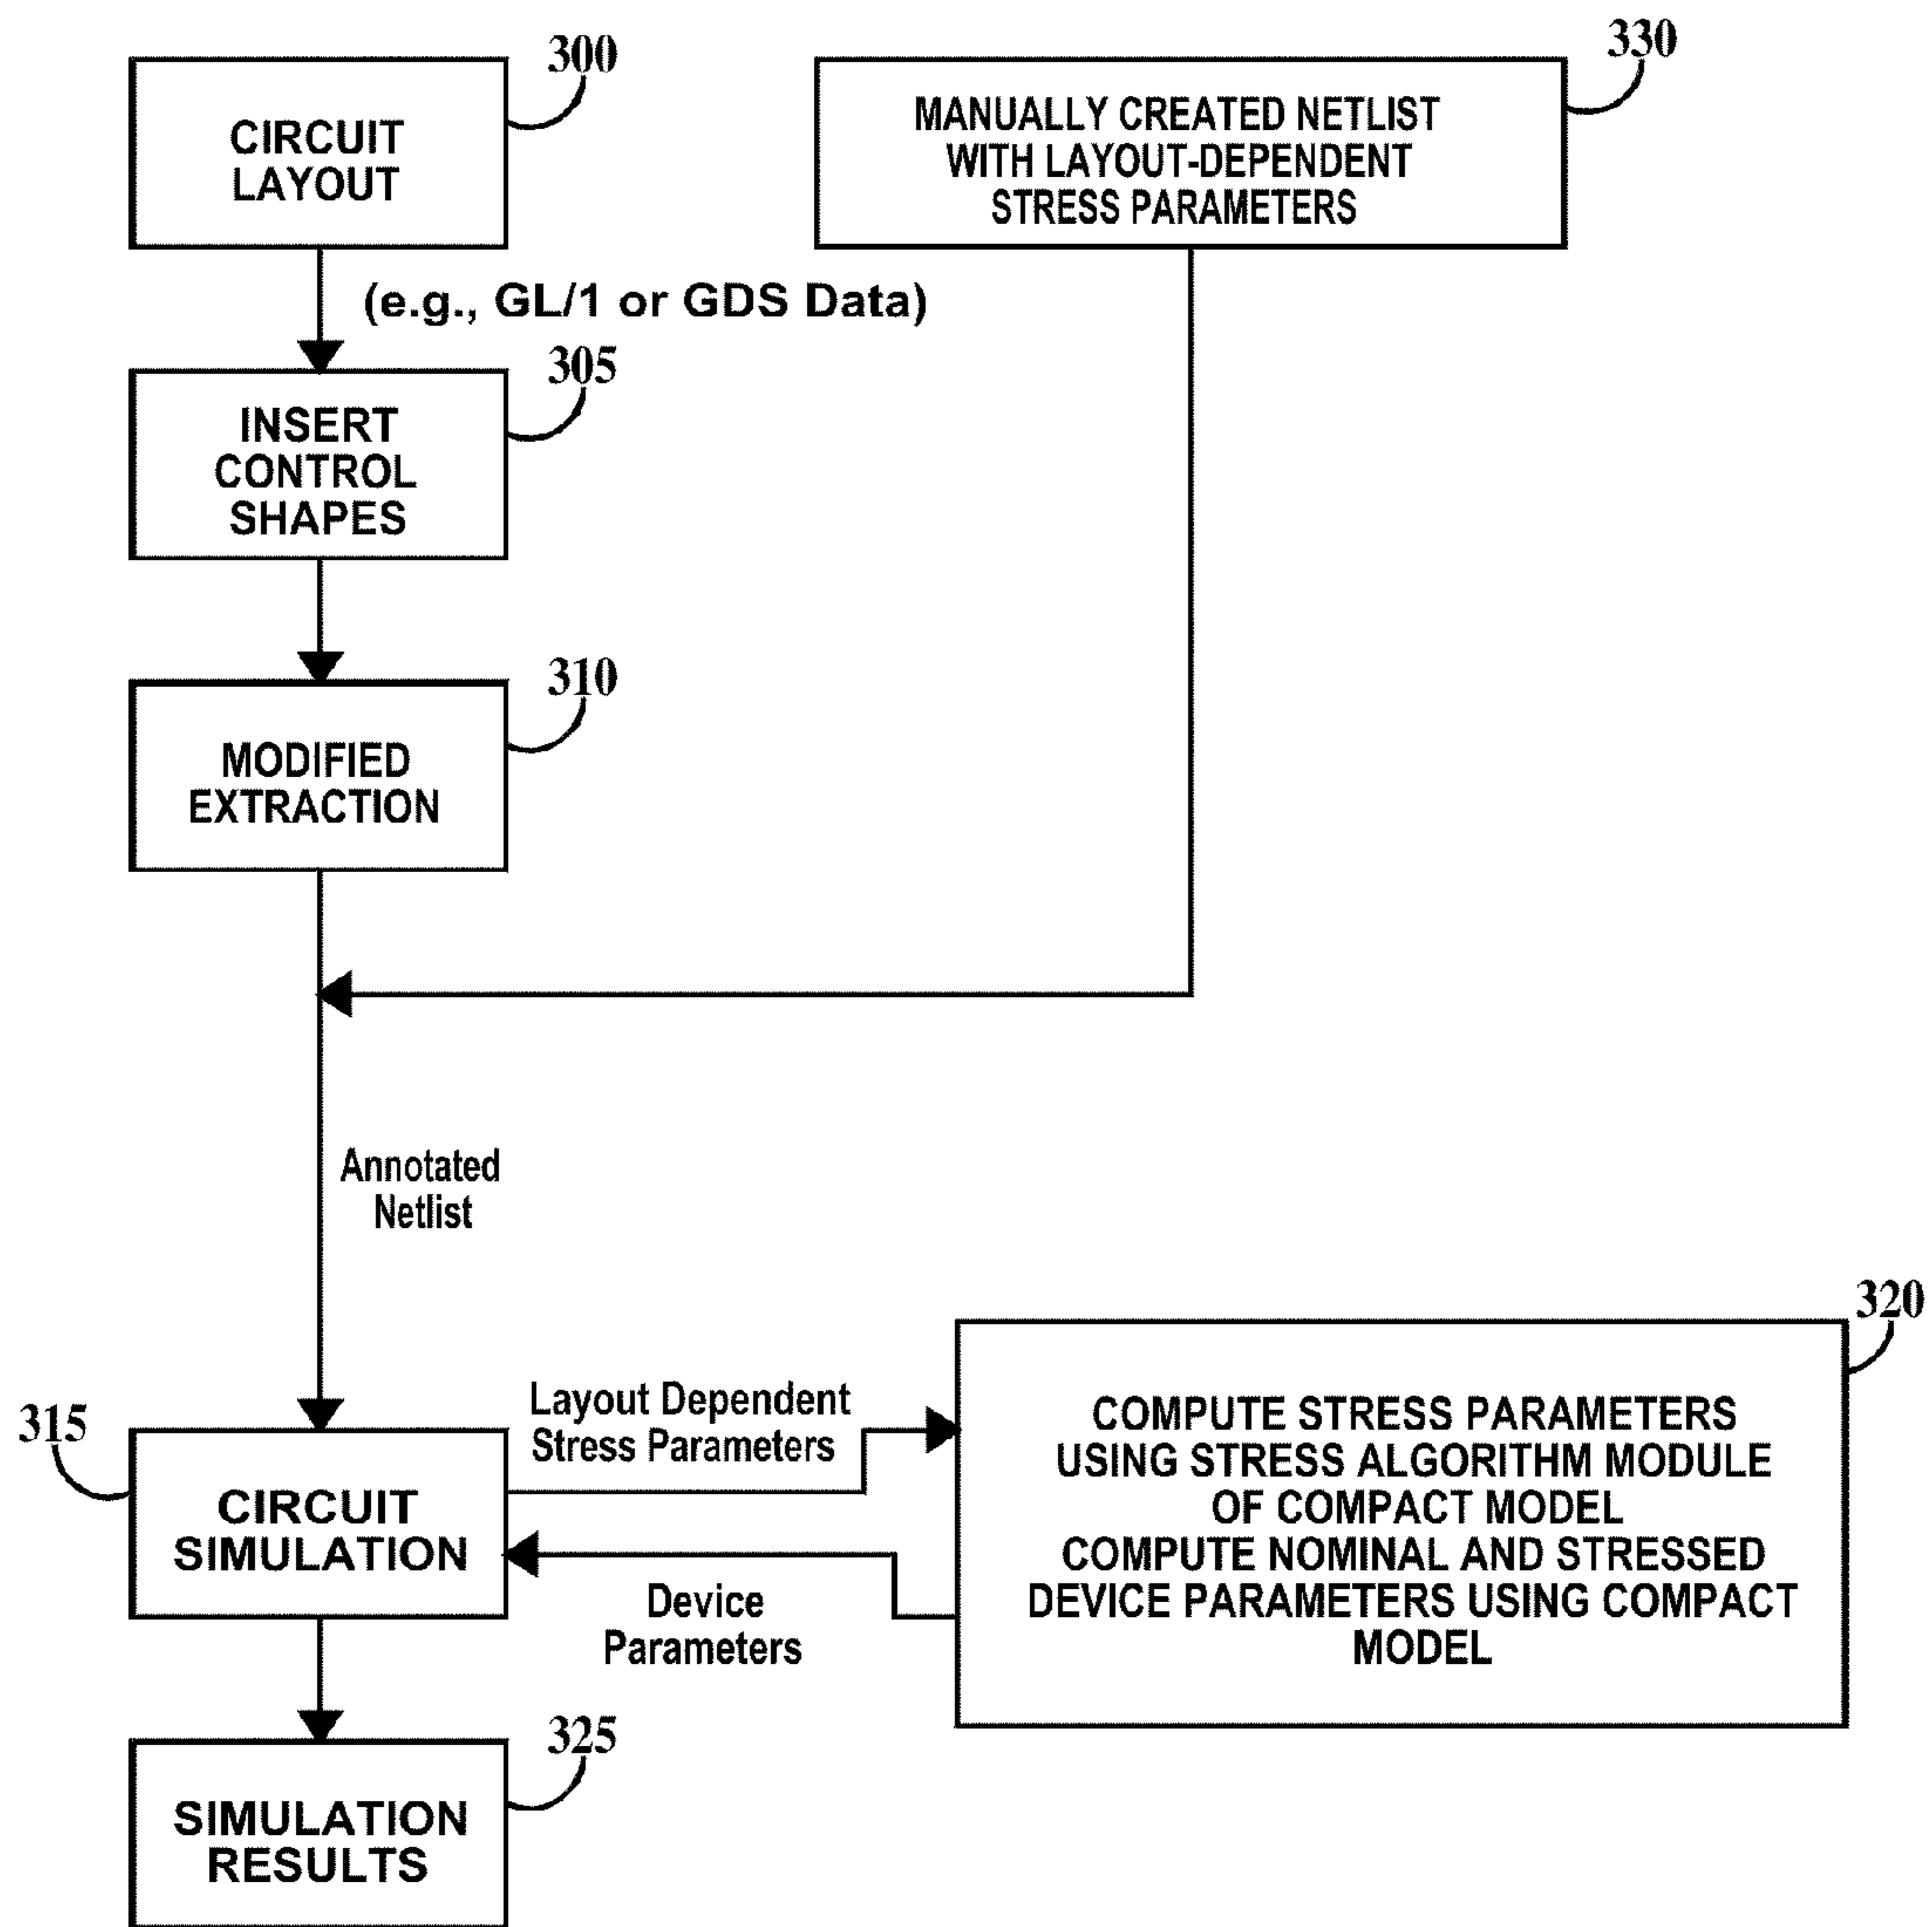 300
CIRCUIT
LAYOUT
330
MANUALLY CREATED NETLIST
WITH LAYOUT-DEPENDENT
STRESS PARAMETERS
(e.g., GL/1 or GDS Data)
305
INSERT
CONTROL
SHAPES
310
MODIFIED
EXTRACTION
Annotated
Netlist
315
CIRCUIT
SIMULATION
Layout Dependent
Stress Parameters
Device
Parameters
320
COMPUTE STRESS PARAMETERS
USING STRESS ALGORITHM MODULE
OF COMPACT MODEL
COMPUTE NOMINAL AND STRESSED
DEVICE PARAMETERS USING COMPACT
MODEL
325
SIMULATION
RESULTS